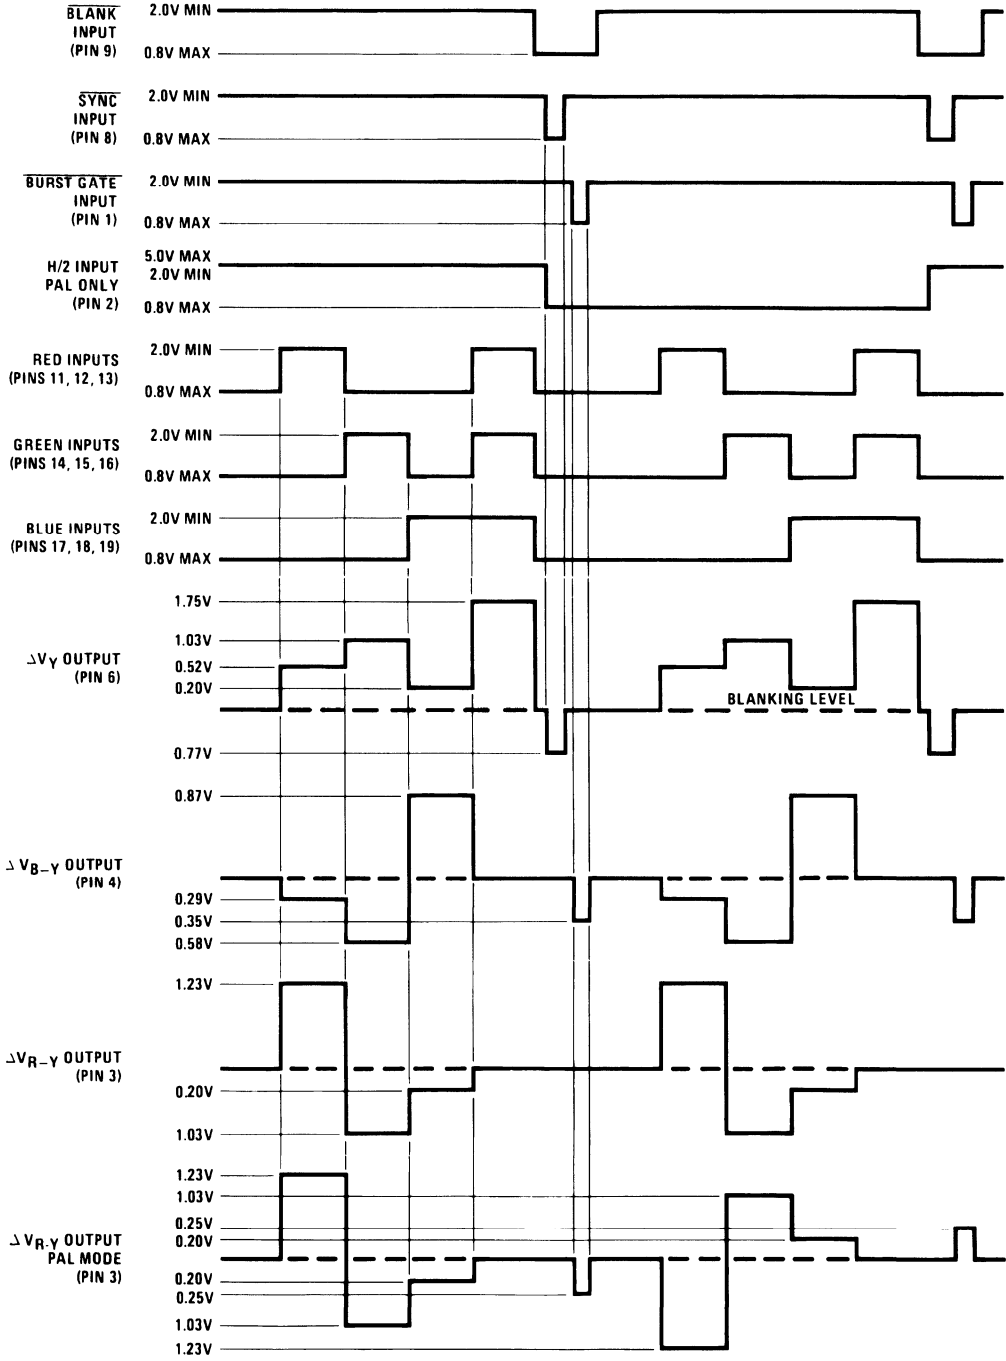 BLANK
INPUT
(PIN 9)
2.0V MIN
0.8V MAX
SYNC
INPUT
(PIN 8)
2.0V MIN
0.8V MAX
BURST GATE
INPUT
(PIN 1)
2.0V MIN
0.8V MAX
H/2 INPUT
PAL ONLY
(PIN 2)
5.0V MAX
2.0V MIN
0.8V MAX
RED INPUTS
(PINS 11, 12, 13)
2.0V MIN
0.8V MAX
GREEN INPUTS
(PINS 14, 15, 16)
2.0V MIN
0.8V MAX
BLUE INPUTS
(PINS 17, 18, 19)
2.0V MIN
0.8V MAX
ΔVY OUTPUT
(PIN 6)
1.75V
1.03V
0.52V
0.20V
BLANKING LEVEL
0.77V
Δ VB–Y OUTPUT
(PIN 4)
0.87V
0.29V
0.35V
0.58V
ΔVR–Y OUTPUT
(PIN 3)
1.23V
0.20V
1.03V
Δ VR-Y OUTPUT
PAL MODE
(PIN 3)
1.23V
1.03V
0.25V
0.20V
0.20V
0.25V
1.03V
1.23V